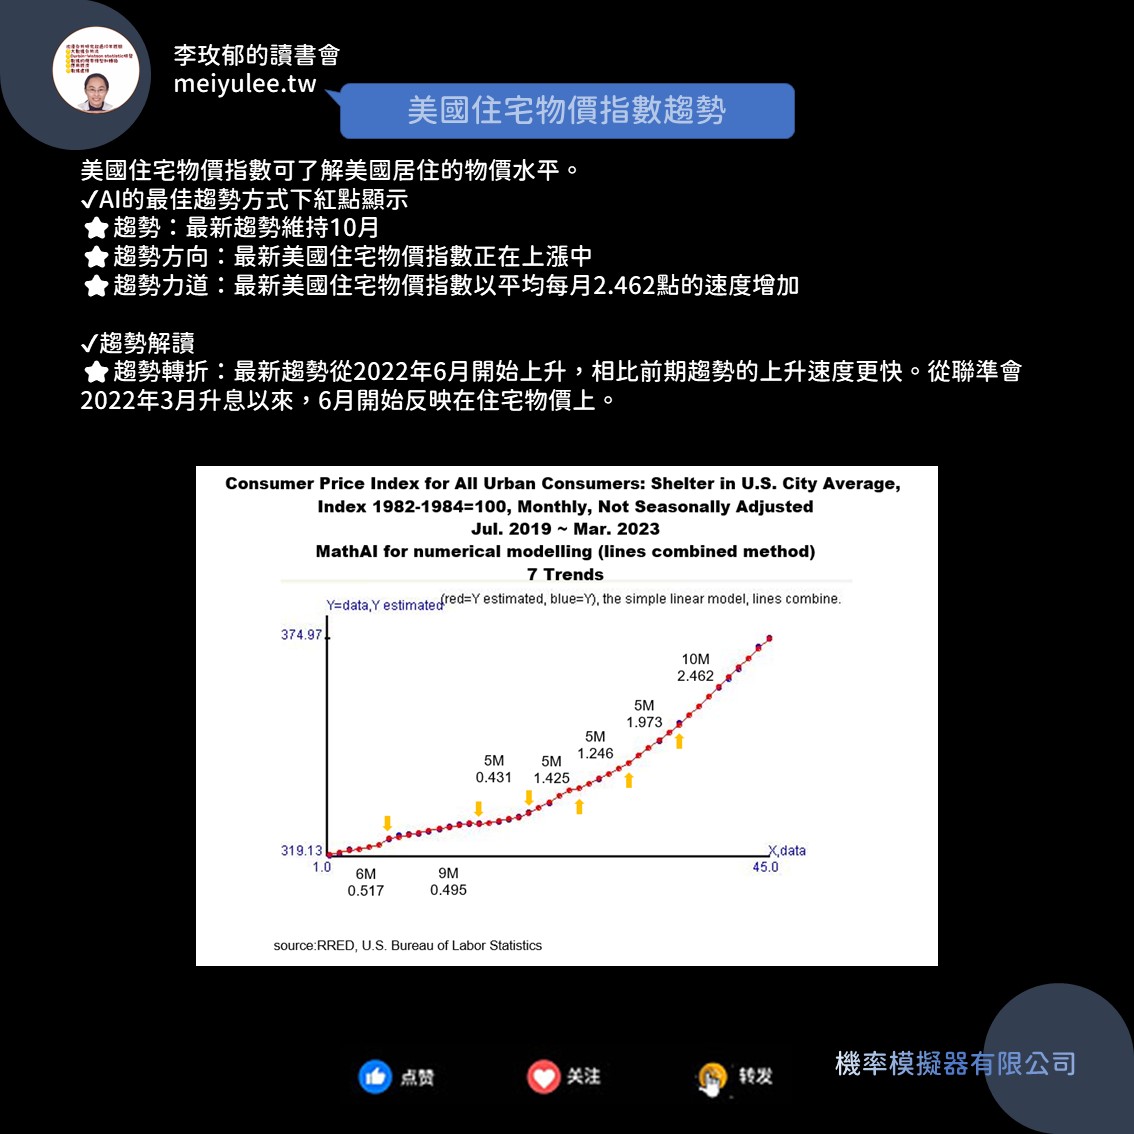 李玫郁的讀書會
meiyulee.tw
美國住宅物價指數趨勢
美國住宅物價指數可了解美國居住的物價水平。
✓AI的最佳趨勢方式下紅點顯示
★趨勢：最新趨勢維持10月
★趨勢方向：最新美國住宅物價指數正在上漲中
★趨勢力道：最新美國住宅物價指數以平均每月2.462點的速度增加
✓趨勢解讀
★趨勢轉折：最新趨勢從2022年6月開始上升，相比前期趨勢的上升速度更快。從聯準會
2022年3月升息以來，6月開始反映在住宅物價上。
Consumer Price Index for All Urban Consumers: Shelter in U.S. City Average,
Index 1982-1984=100, Monthly, Not Seasonally Adjusted
Jul. 2019 ~ Mar. 2023
MathAI for numerical modelling (lines combined method)
7 Trends
Y=data,Y estimated
(red=Y estimated, blue=Y), the simple linear model, lines combine.
374.97
10M
2.462
5M
1.973
5M
1.246
5M
1.425
5M
0.431
319.13
X,data
1.0
45.0
6M
0.517
9M
0.495
source:RRED, U.S. Bureau of Labor Statistics
機率模擬器有限公司
点赞
关注
转发